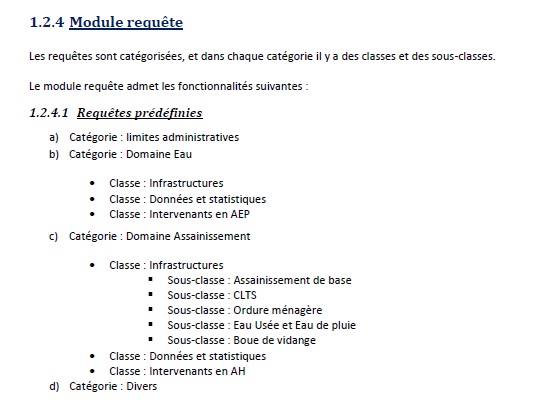 1.2.4 Module requête
Les requêtes sont catégorisées, et dans chaque catégorie il y a des classes et des sous-classes.
Le module requête admet les fonctionnalités suivantes :
1.2.4.1 Requêtes prédéfinies
a) Catégorie : limites administratives
b) Catégorie : Domaine Eau
• Classe : Infrastructures
• Classe : Données et statistiques
• Classe : Intervenants en AEP
c) Catégorie : Domaine Assainissement
• Classe : Infrastructures
▪ Sous-classe : Assainissement de base
▪ Sous-classe : CLTS
▪ Sous-classe : Ordure ménagère
▪ Sous-classe : Eau Usée et Eau de pluie
▪ Sous-classe : Boue de vidange
• Classe : Données et statistiques
• Classe : Intervenants en AH
d) Catégorie : Divers